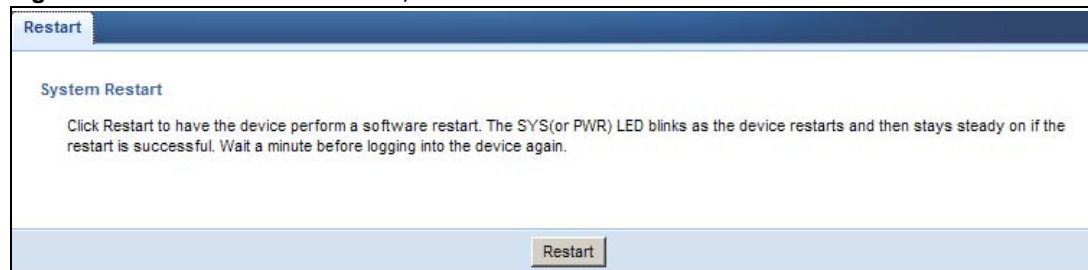 Restart
System Restart
Click Restart to have the device perform a software restart. The SYS(or PWR) LED blinks as the device restarts and then stays steady on if the
restart is successful. Wait a minute before logging into the device again.
Restart